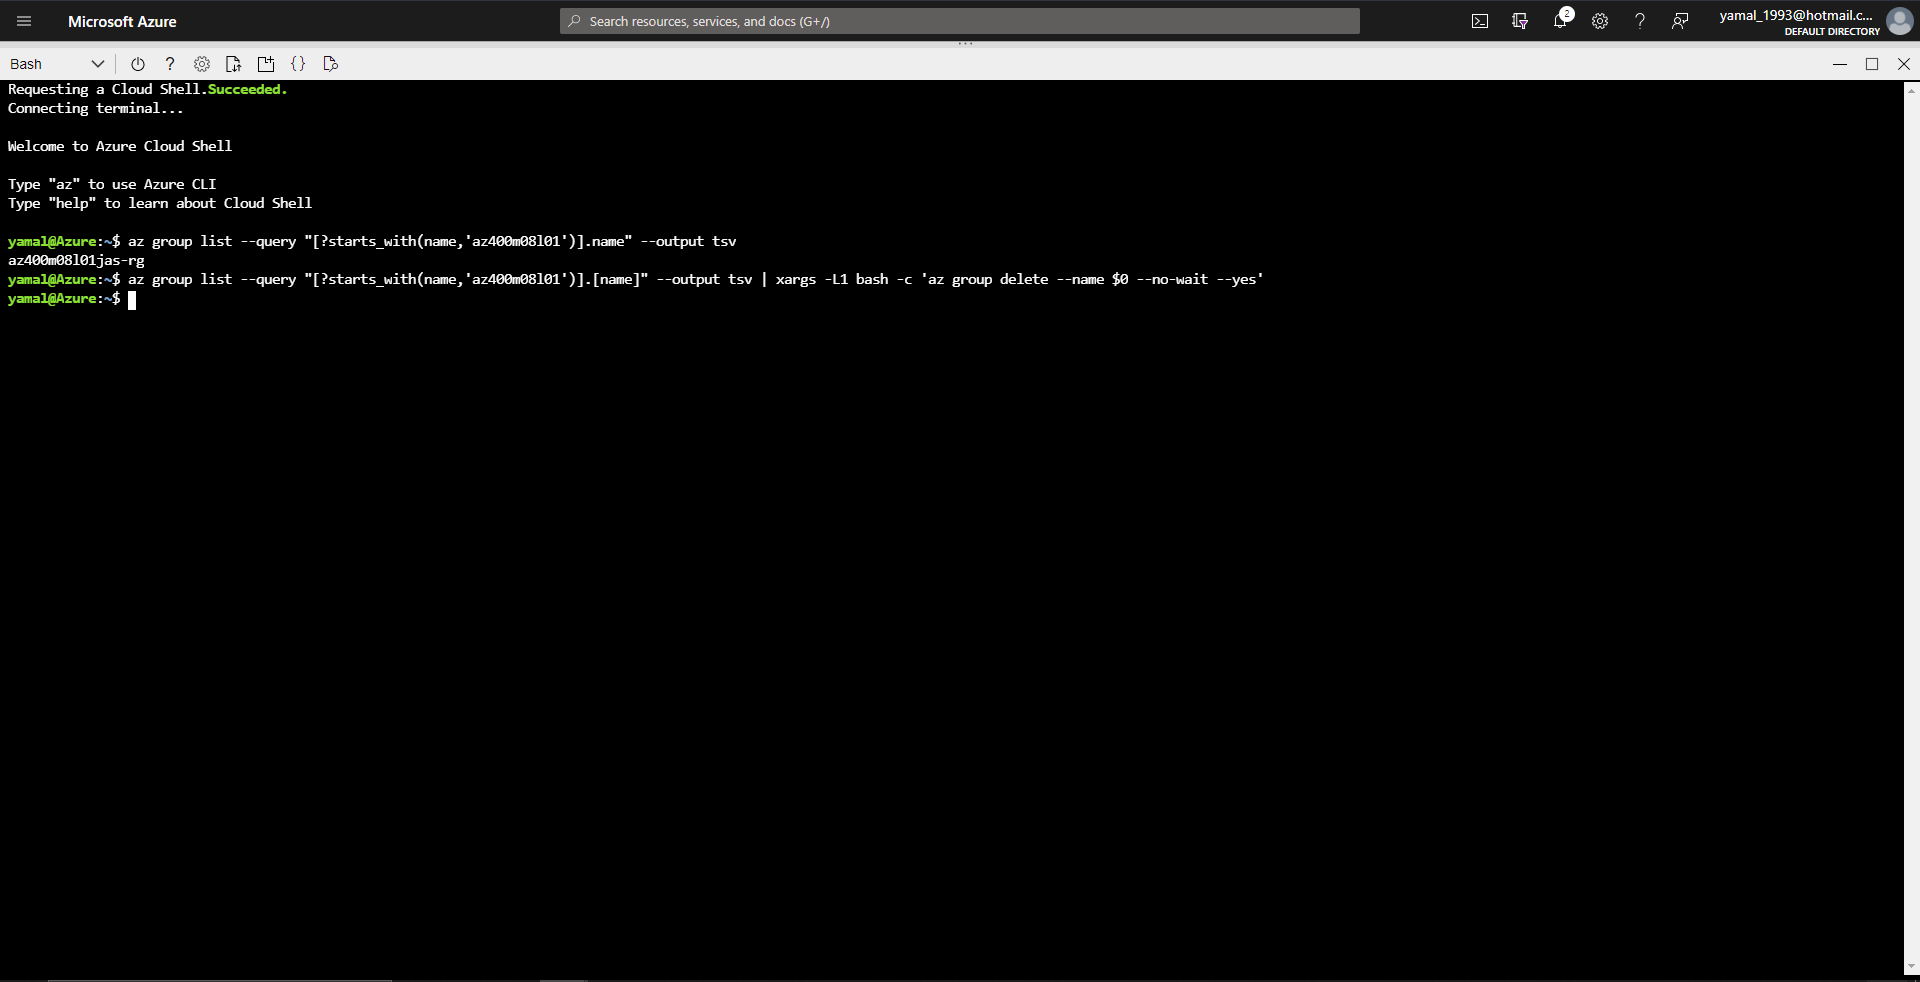 Microsoft Azure
Search resources, services, and docs (G+/)
2
yamal_1993@hotmail.c...
DEFAULT DIRECTORY
Bash
Requesting a Cloud Shell.Succeeded.
Connecting terminal...
Welcome to Azure Cloud Shell
Type "az" to use Azure CLI
Type "help" to learn about Cloud Shell
yamal@Azure:~$ az group list --query "[?starts_with(name,'az400m08l01')].name" --output tsv
az400m08l01jas-rg
yamal@Azure:~$ az group list --query "[?starts_with(name,'az400m08l01')].[name]" --output tsv | xargs -L1 bash -c 'az group delete --name $0 --no-wait --yes'
yamal@Azure:~$